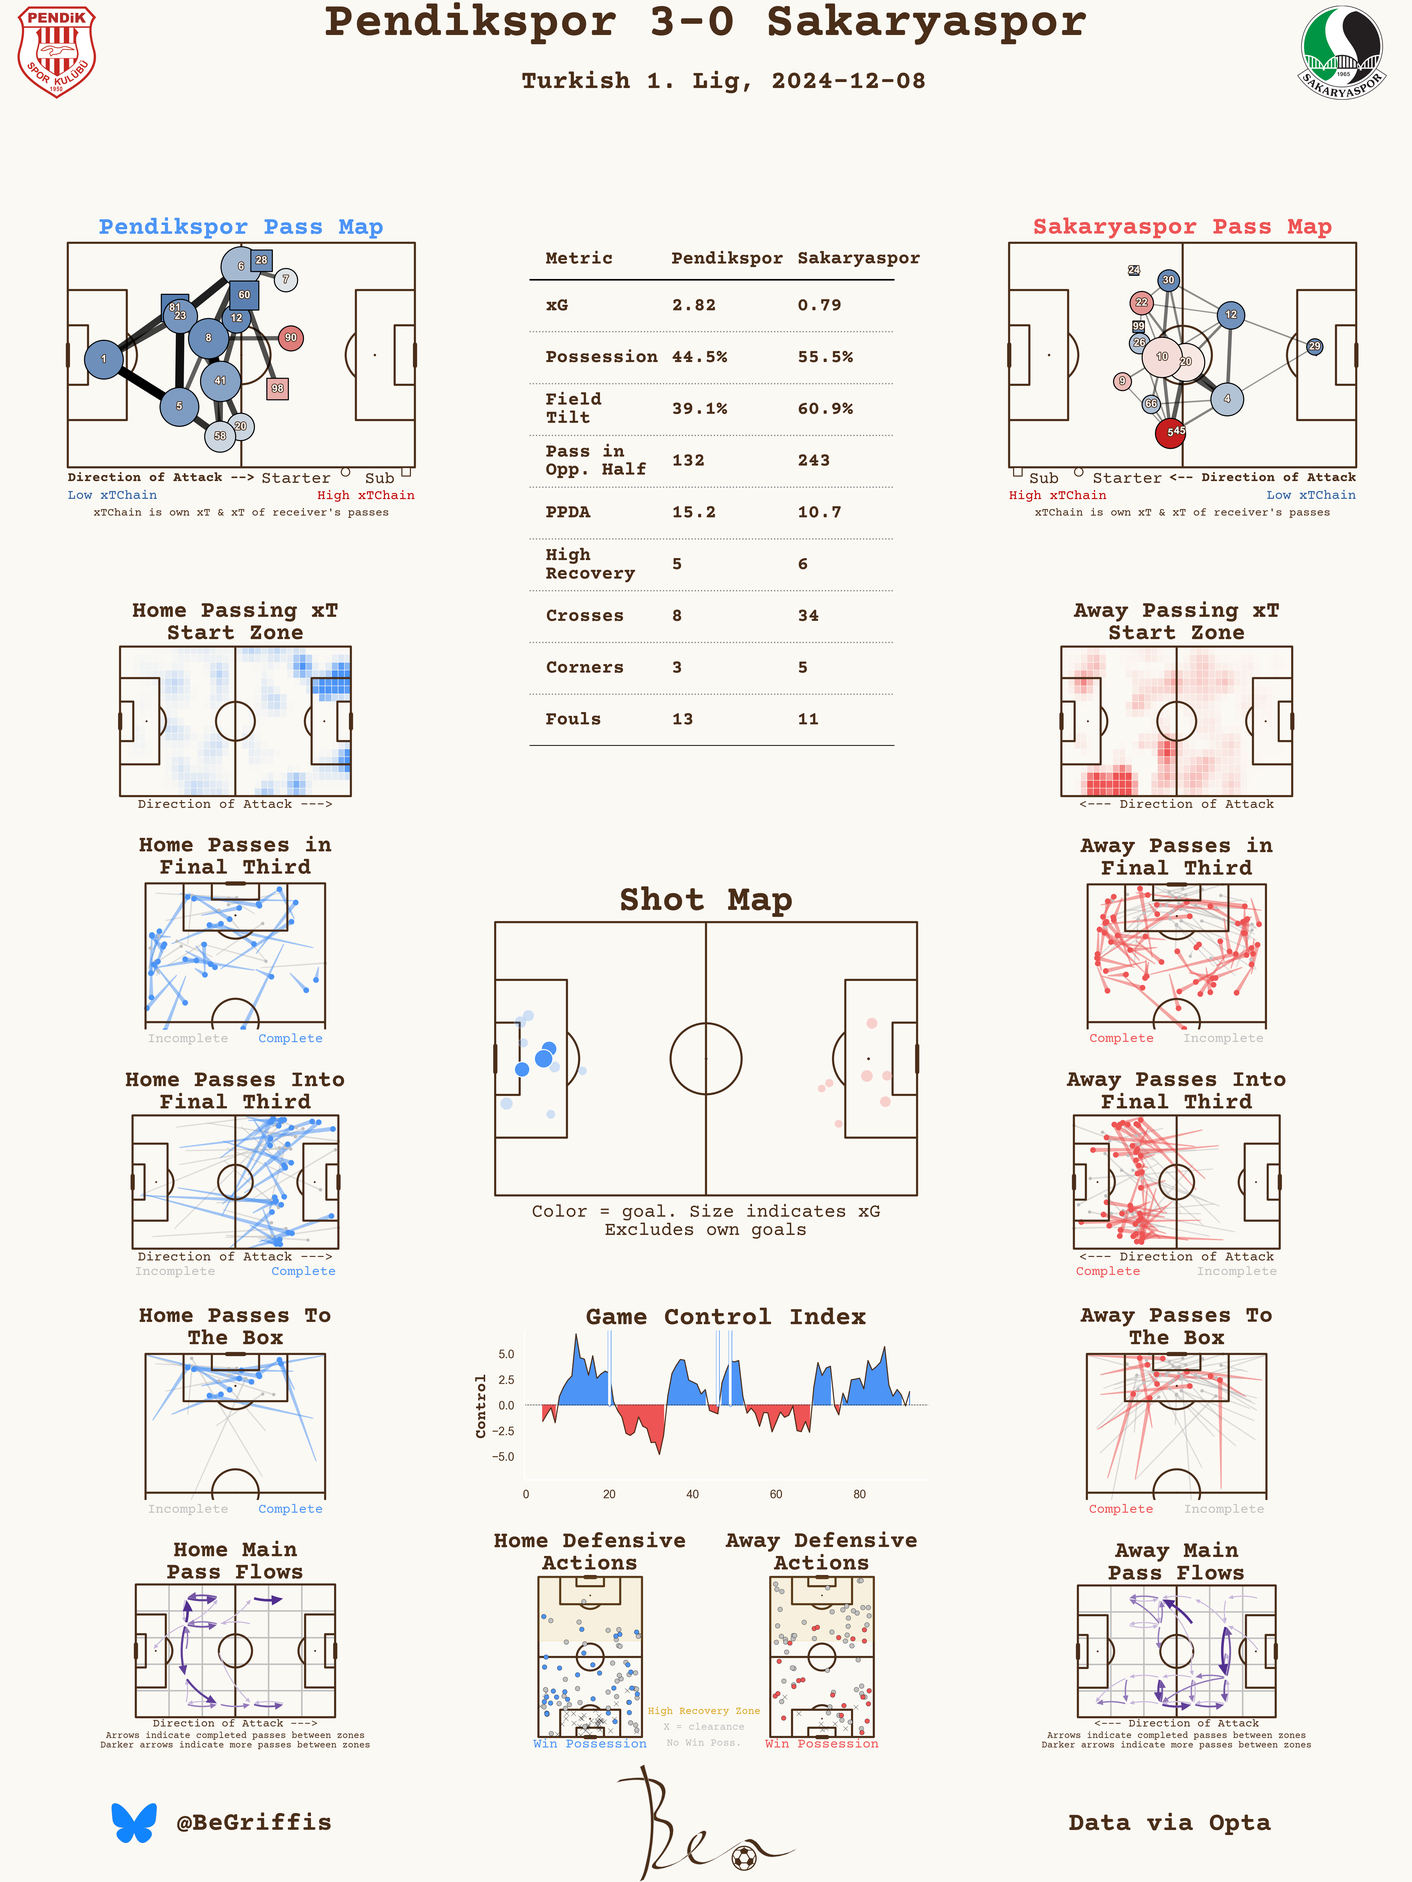 Pendikspor 3-0 Sakaryaspor
Turkish 1. Lig, 2024-12-08
PENDİK
SPOR KULÜBÜ
1950
1965
SAKARYASPOR
Pendikspor Pass Map
6
28
7
60
81
23
12
8
90
1
41
98
5
20
58
Direction of Attack --> Starter Sub
Low xTChain High xTChain
xTChain is own xT & xT of receiver's passes
Metric Pendikspor Sakaryaspor
xG 2.82 0.79
Possession 44.5% 55.5%
Field
Tilt 39.1% 60.9%
Pass in
Opp. Half 132 243
PPDA 15.2 10.7
High
Recovery 5 6
Crosses 8 34
Corners 3 5
Fouls 13 11
Sakaryaspor Pass Map
24
30
22
12
99
26
29
10
20
9
66
4
5 45
Sub Starter <-- Direction of Attack
High xTChain Low xTChain
xTChain is own xT & xT of receiver's passes
Home Passing xT
Start Zone
Direction of Attack --->
Away Passing xT
Start Zone
<--- Direction of Attack
Home Passes in
Final Third
Incomplete Complete
Shot Map
Color = goal. Size indicates xG
Excludes own goals
Away Passes in
Final Third
Complete Incomplete
Home Passes Into
Final Third
Direction of Attack --->
Incomplete Complete
Away Passes Into
Final Third
<--- Direction of Attack
Complete Incomplete
Home Passes To
The Box
Incomplete Complete
Game Control Index
Control
5.0
2.5
0.0
−2.5
−5.0
0 20 40 60 80
Away Passes To
The Box
Complete Incomplete
Home Main
Pass Flows
Direction of Attack --->
Arrows indicate completed passes between zones
Darker arrows indicate more passes between zones
Home Defensive
Actions
Win Possession
High Recovery Zone
X = clearance
No Win Poss.
Away Defensive
Actions
Win Possession
Away Main
Pass Flows
<--- Direction of Attack
Arrows indicate completed passes between zones
Darker arrows indicate more passes between zones
@BeGriffis
Ben
Data via Opta